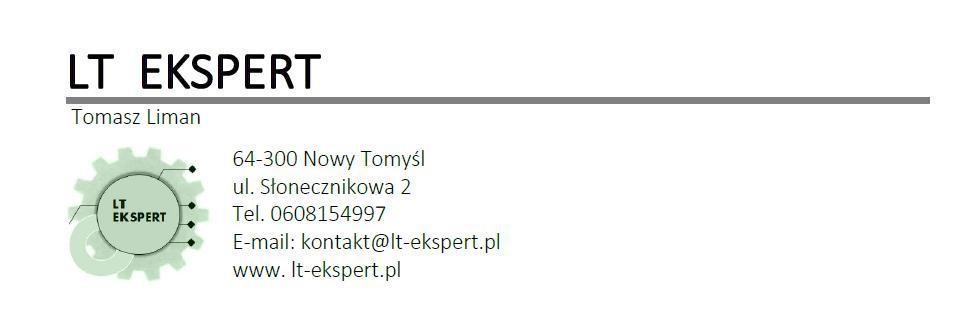 LT EKSPERT
Tomasz Liman
64-300 Nowy Tomyśl
ul. Słonecznikowa 2
Tel. 0608154997
E-mail: kontakt@lt-ekspert.pl
www. lt-ekspert.pl
LT
EKSPERT